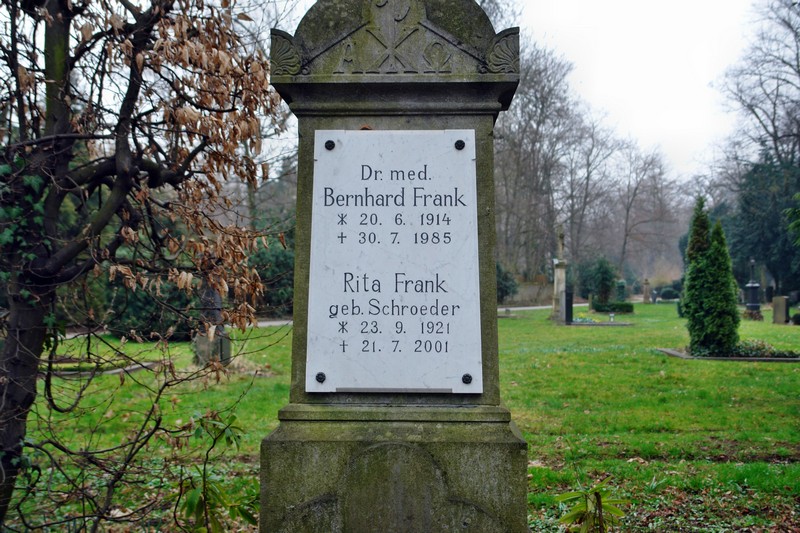 Α Ω
Dr. med.
Bernhard Frank
* 20. 6. 1914
† 30. 7. 1985
Rita Frank
geb. Schroeder
* 23. 9. 1921
† 21. 7. 2001